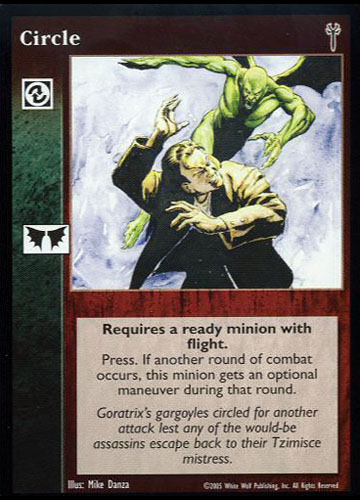 Circle
Requires a ready minion with
flight.
Press. If another round of combat
occurs, this minion gets an optional
maneuver during that round.
Goratrix's gargoyles circled for another
attack lest any of the would-be
assassins escape back to their Tzimisce
mistress.
Illus: Mike Danza
©2005 White Wolf Publishing, Inc. All Rights Reserved